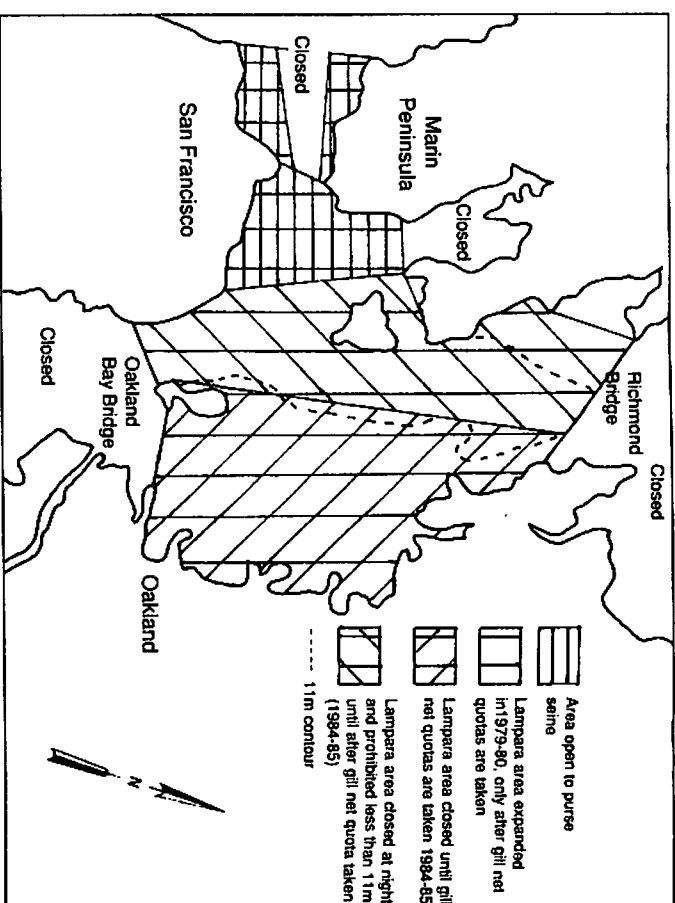 Closed
Marin
Peninsula
San Francisco
Closed
Richmond
Bridge
Closed
Closed
Oakland
Bay Bridge
Oakland
Area open to purse
seine
Lampara area expanded
in1979-80, only after gill net
quotas are taken
Lampara area closed until gill
net quotas are taken 1984-85
Lampara area closed at night
and prohibited less than 11m
until after gill net quota taken
(1984-85)
11m contour
N